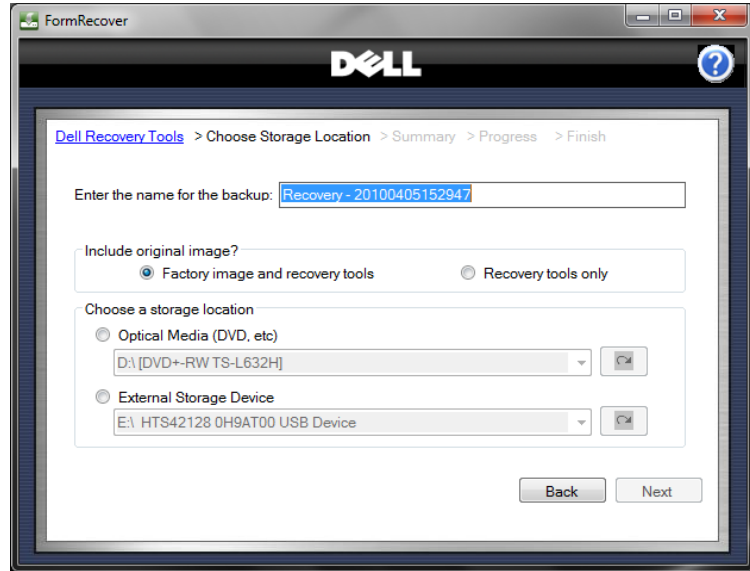 FormRecover
DELL
?
Dell Recovery Tools > Choose Storage Location > Summary > Progress > Finish
Enter the name for the backup: Recovery - 20100405152947
Include original image?
Factory image and recovery tools Recovery tools only
Choose a storage location
Optical Media (DVD, etc)
D:\ [DVD+-RW TS-L632H]
External Storage Device
E:\ HTS42128 0H9AT00 USB Device
Back Next